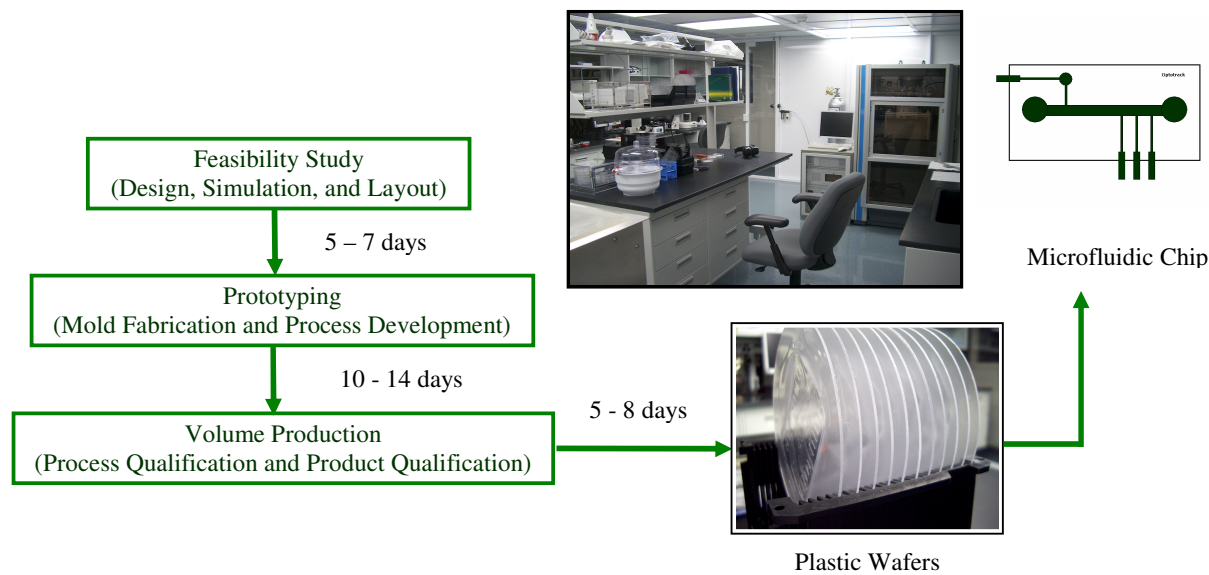 Feasibility Study
(Design, Simulation, and Layout)
5 – 7 days
Prototyping
(Mold Fabrication and Process Development)
10 - 14 days
Volume Production
(Process Qualification and Product Qualification)
5 - 8 days
Plastic Wafers
Optotrack
Microfluidic Chip